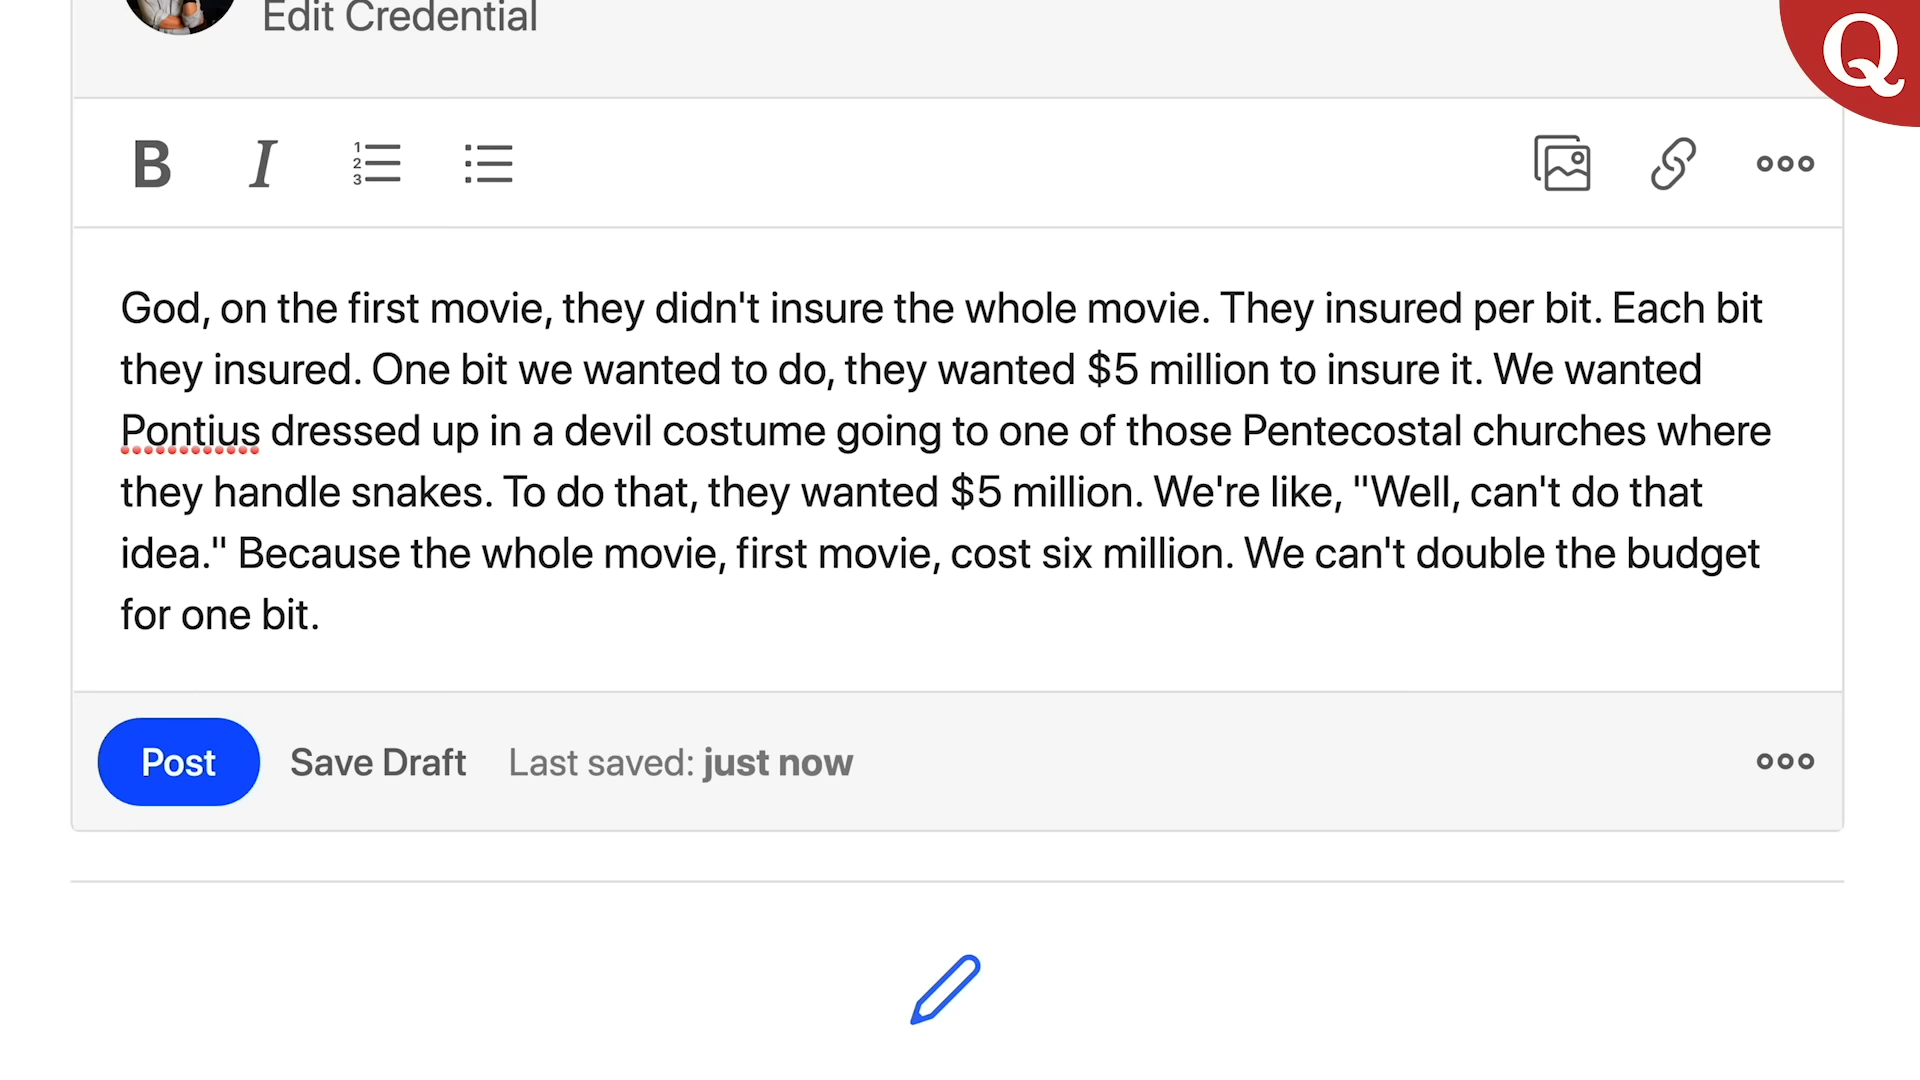 Edit Credential
Q
B I
1
2
3
God, on the first movie, they didn't insure the whole movie. They insured per bit. Each bit
they insured. One bit we wanted to do, they wanted $5 million to insure it. We wanted
Pontius dressed up in a devil costume going to one of those Pentecostal churches where
they handle snakes. To do that, they wanted $5 million. We're like, "Well, can't do that
idea." Because the whole movie, first movie, cost six million. We can't double the budget
for one bit.
Post Save Draft Last saved: just now